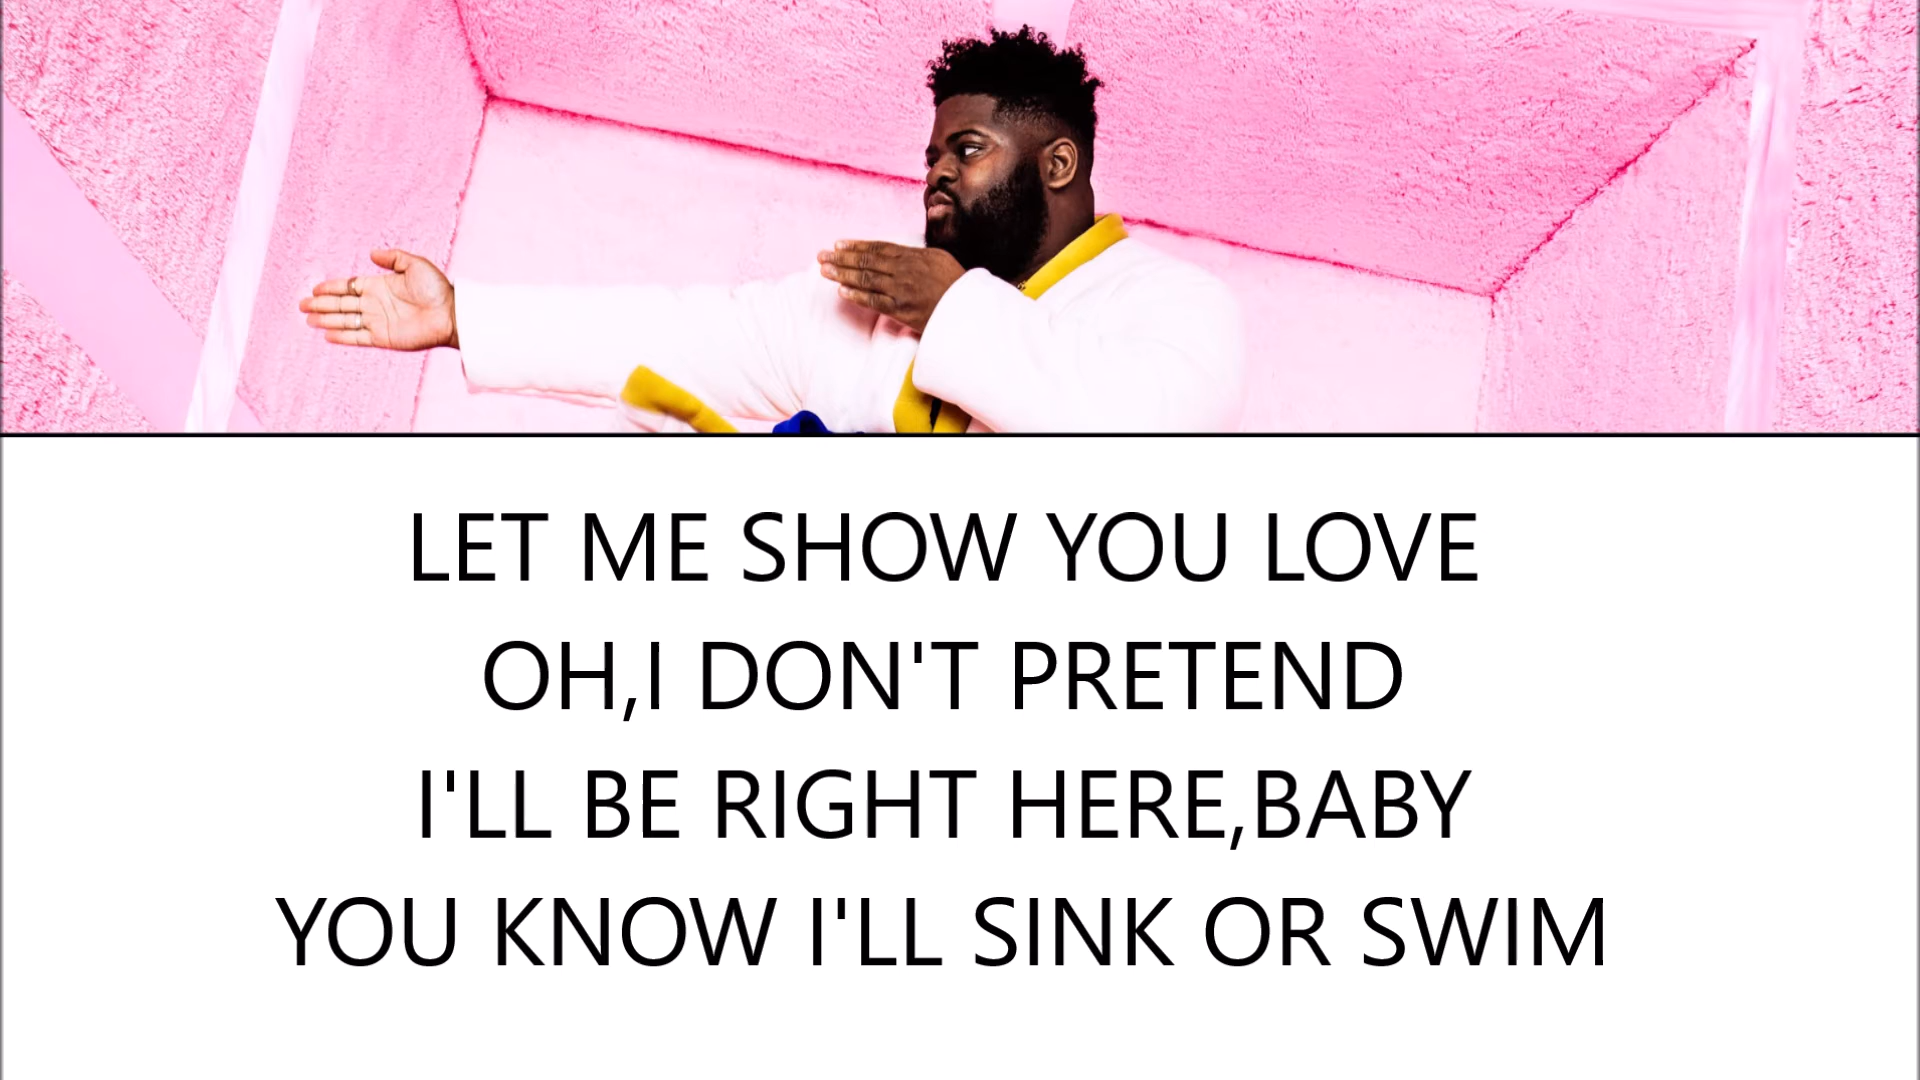 LET ME SHOW YOU LOVE
OH,I DON'T PRETEND
I'LL BE RIGHT HERE,BABY
YOU KNOW I'LL SINK OR SWIM